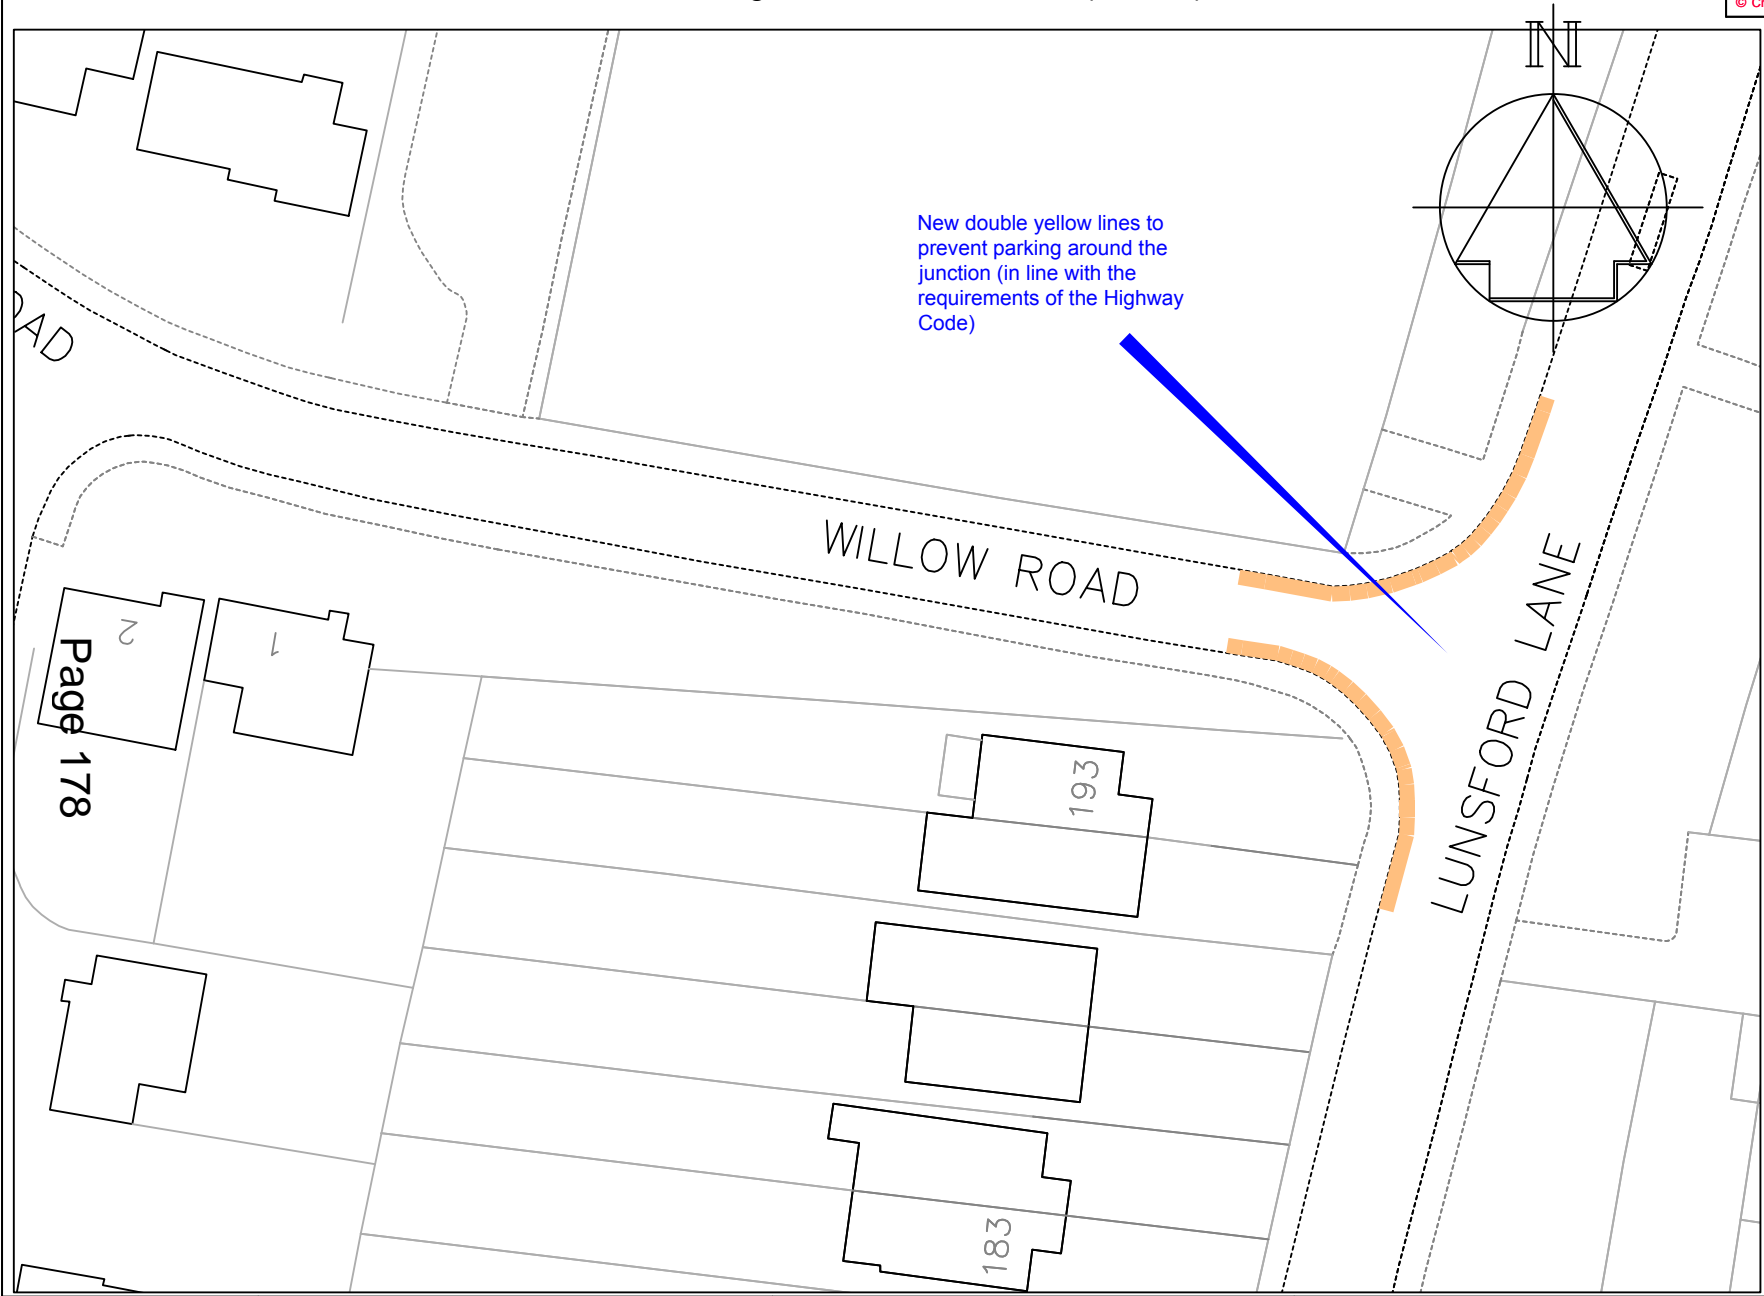 N
New double yellow lines to
prevent parking around the
junction (in line with the
requirements of the Highway
Code)
WILLOW ROAD
LUNSFORD LANE
2
1
Page 178
193
183